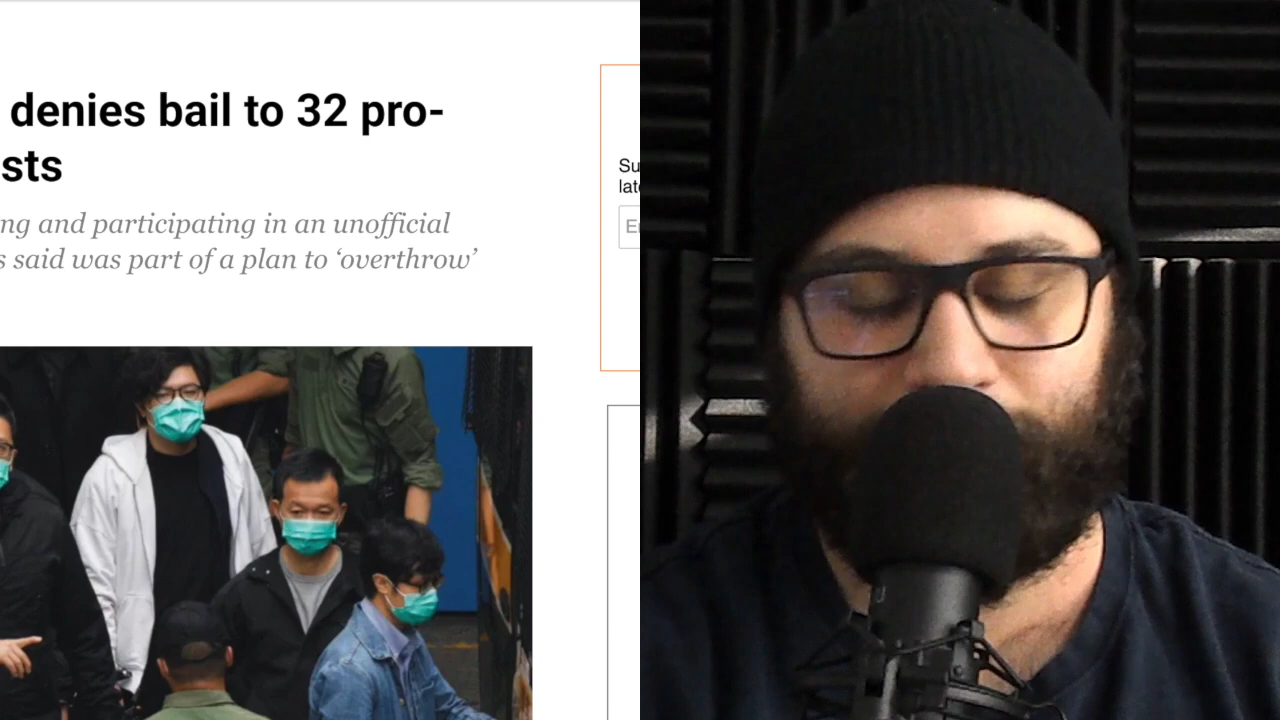 denies bail to 32 pro-
sts
ng and participating in an unofficial
s said was part of a plan to ‘overthrow’
Su
late
E